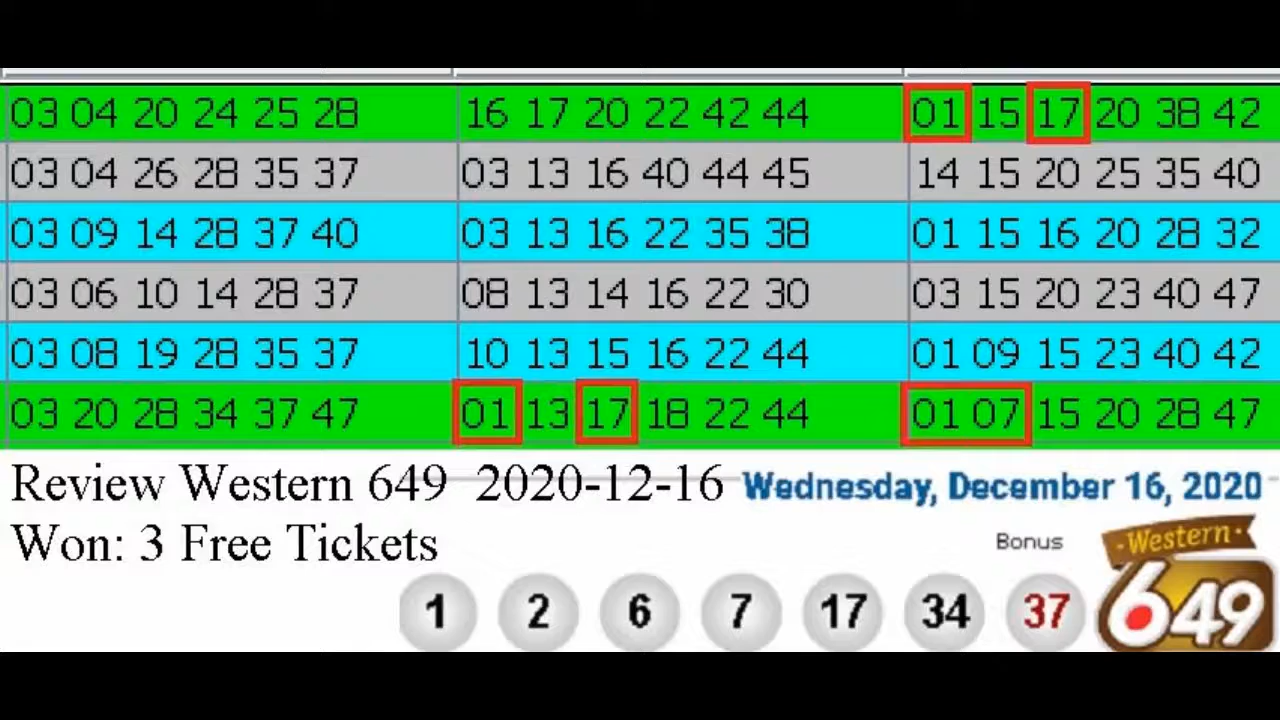 03 04 20 24 25 28 16 17 20 22 42 44 01 15 17 20 38 42
03 04 26 28 35 37 03 13 16 40 44 45 14 15 20 25 35 40
03 09 14 28 37 40 03 13 16 22 35 38 01 15 16 20 28 32
03 06 10 14 28 37 08 13 14 16 22 30 03 15 20 23 40 47
03 08 19 28 35 37 10 13 15 16 22 44 01 09 15 23 40 42
03 20 28 34 37 47 01 13 17 18 22 44 01 07 15 20 28 47
Review Western 649 2020-12-16 Wednesday, December 16, 2020
Won: 3 Free Tickets
Bonus
Western
649
1 2 6 7 17 34 37